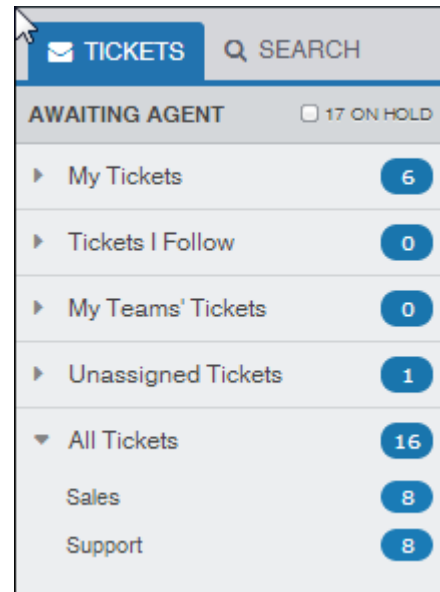 TICKETS SEARCH
AWAITING AGENT 17 ON HOLD
My Tickets 6
Tickets I Follow 0
My Teams' Tickets 0
Unassigned Tickets 1
All Tickets 16
Sales 8
Support 8